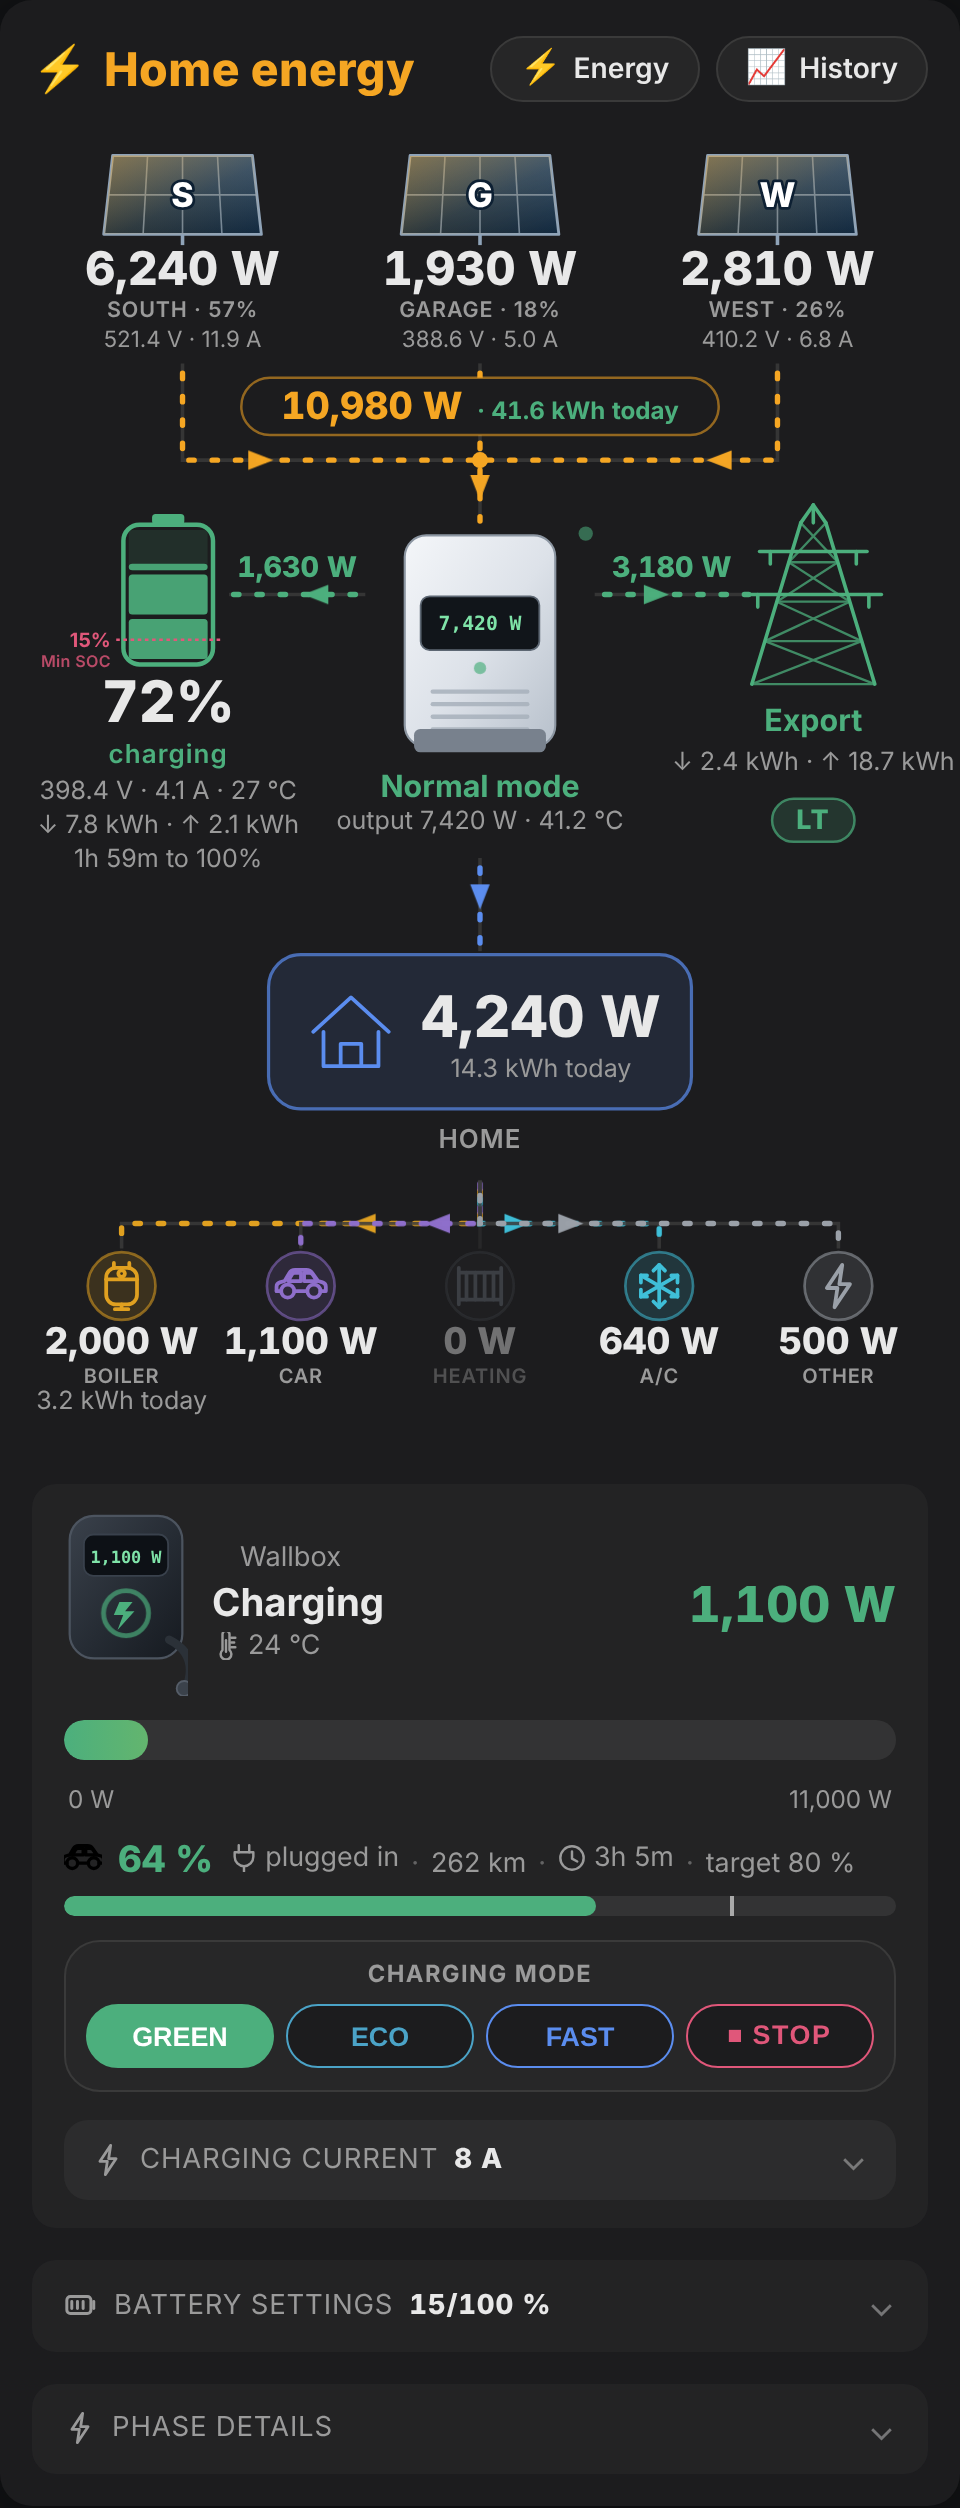 ⚡ Home energy
⚡ Energy
📈 History
S
G
W
6,240 W
1,930 W
2,810 W
SOUTH · 57%
GARAGE · 18%
WEST · 26%
521.4 V · 11.9 A
388.6 V · 5.0 A
410.2 V · 6.8 A
10,980 W · 41.6 kWh today
1,630 W
3,180 W
7,420 W
15%
Min SOC
72%
charging
398.4 V · 4.1 A · 27 °C
↓ 7.8 kWh · ↑ 2.1 kWh
1h 59m to 100%
Normal mode
output 7,420 W · 41.2 °C
Export
↓ 2.4 kWh · ↑ 18.7 kWh
LT
4,240 W
14.3 kWh today
HOME
2,000 W
1,100 W
0 W
640 W
500 W
BOILER
CAR
HEATING
A/C
OTHER
3.2 kWh today
1,100 W
Wallbox
Charging
24 °C
1,100 W
0 W
11,000 W
64 % plugged in · 262 km · 3h 5m · target 80 %
CHARGING MODE
GREEN
ECO
FAST
■ STOP
CHARGING CURRENT 8 A
BATTERY SETTINGS 15/100 %
PHASE DETAILS